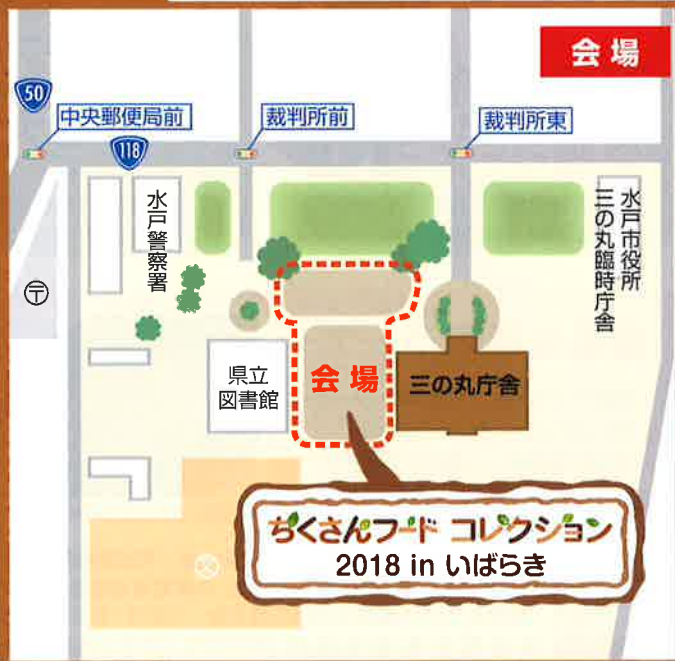 会場
50
中央郵便局前
裁判所前
裁判所東
118
水戸警察署
水戸市役所
三の丸臨時庁舎
〒
県立
図書館
会場
三の丸庁舎
ちくさんフード コレクション
2018 in いばらき
文